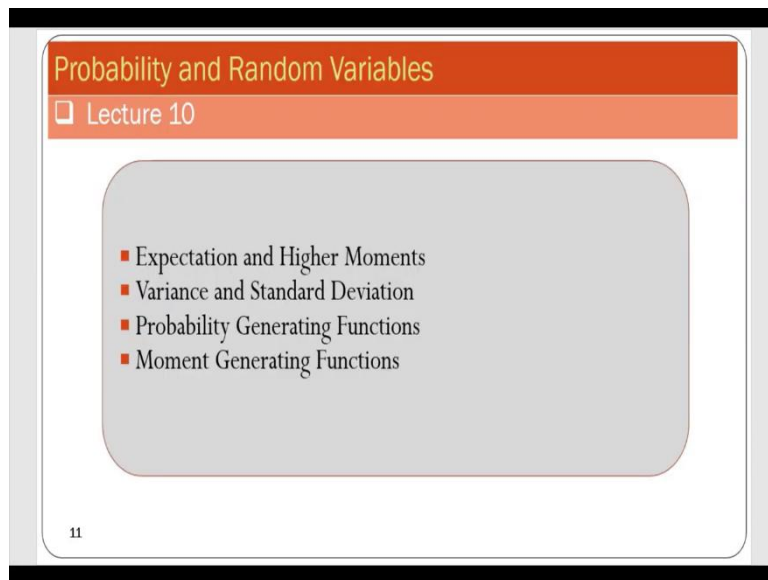 Probability and Random Variables
Lecture 10
Expectation and Higher Moments
Variance and Standard Deviation
Probability Generating Functions
Moment Generating Functions
11